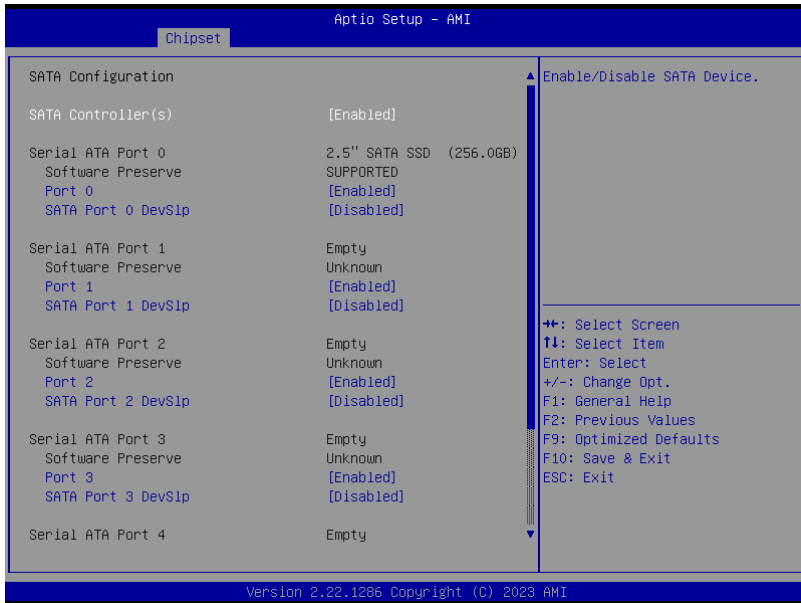 Aptio Setup - AMI
Chipset
SATA Configuration
SATA Controller(s) [Enabled]
Serial ATA Port 0 2.5" SATA SSD (256.0GB)
Software Preserve SUPPORTED
Port 0 [Enabled]
SATA Port 0 DevSlp [Disabled]
Serial ATA Port 1 Empty
Software Preserve Unknown
Port 1 [Enabled]
SATA Port 1 DevSlp [Disabled]
Serial ATA Port 2 Empty
Software Preserve Unknown
Port 2 [Enabled]
SATA Port 2 DevSlp [Disabled]
Serial ATA Port 3 Empty
Software Preserve Unknown
Port 3 [Enabled]
SATA Port 3 DevSlp [Disabled]
Serial ATA Port 4 Empty
Enable/Disable SATA Device.
→←: Select Screen
↑↓: Select Item
Enter: Select
+/-: Change Opt.
F1: General Help
F2: Previous Values
F9: Optimized Defaults
F10: Save & Exit
ESC: Exit
Version 2.22.1286 Copyright (C) 2023 AMI